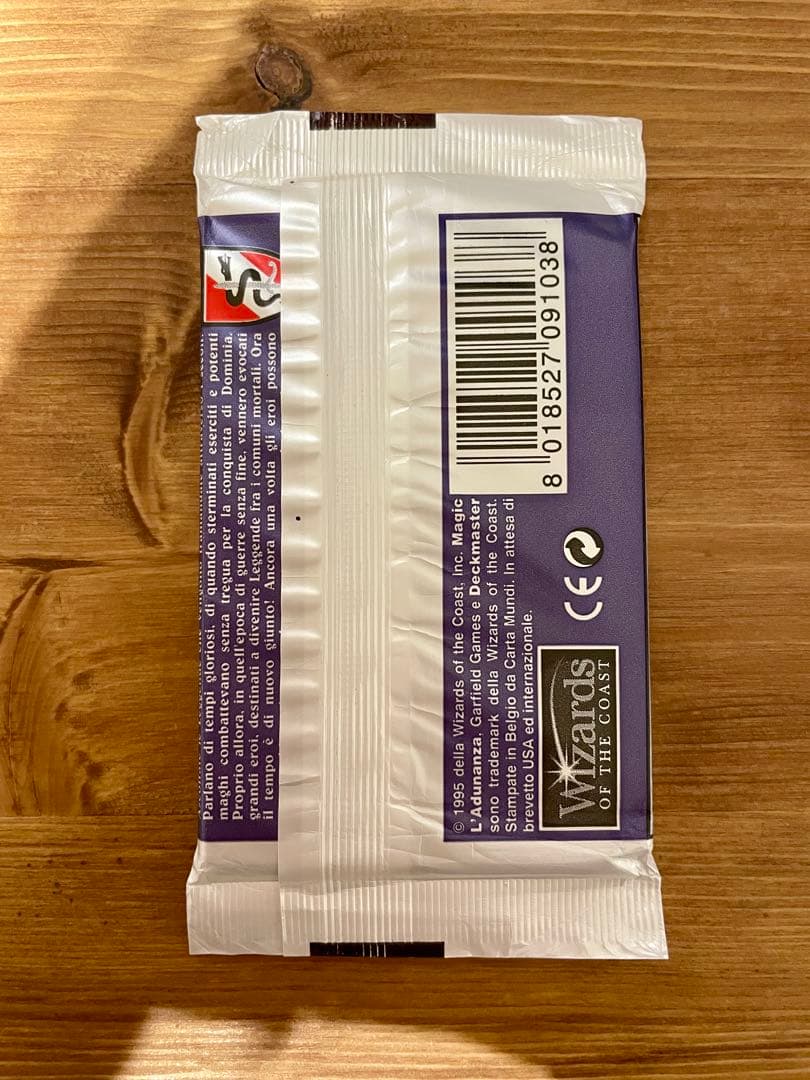 Parlano di tempi gloriosi, di quando sterminati eserciti e potenti
maghi combattevano senza tregua per la conquista di Dominia.
Proprio allora, in quell'epoca di guerre senza fine, vennero evocati
grandi eroi, destinati a divenire Leggende fra i comuni mortali. Ora
il tempo è di nuovo giunto! Ancora una volta gli eroi possono
8 018527 091038
© 1995 della Wizards of the Coast, Inc. Magic
L'Adunanza, Garfield Games e Deckmaster
sono trademark della Wizards of the Coast.
Stampate in Belgio da Carta Mundi. In attesa di
brevetto USA ed internazionale.
CE
Wizards
OF THE COAST